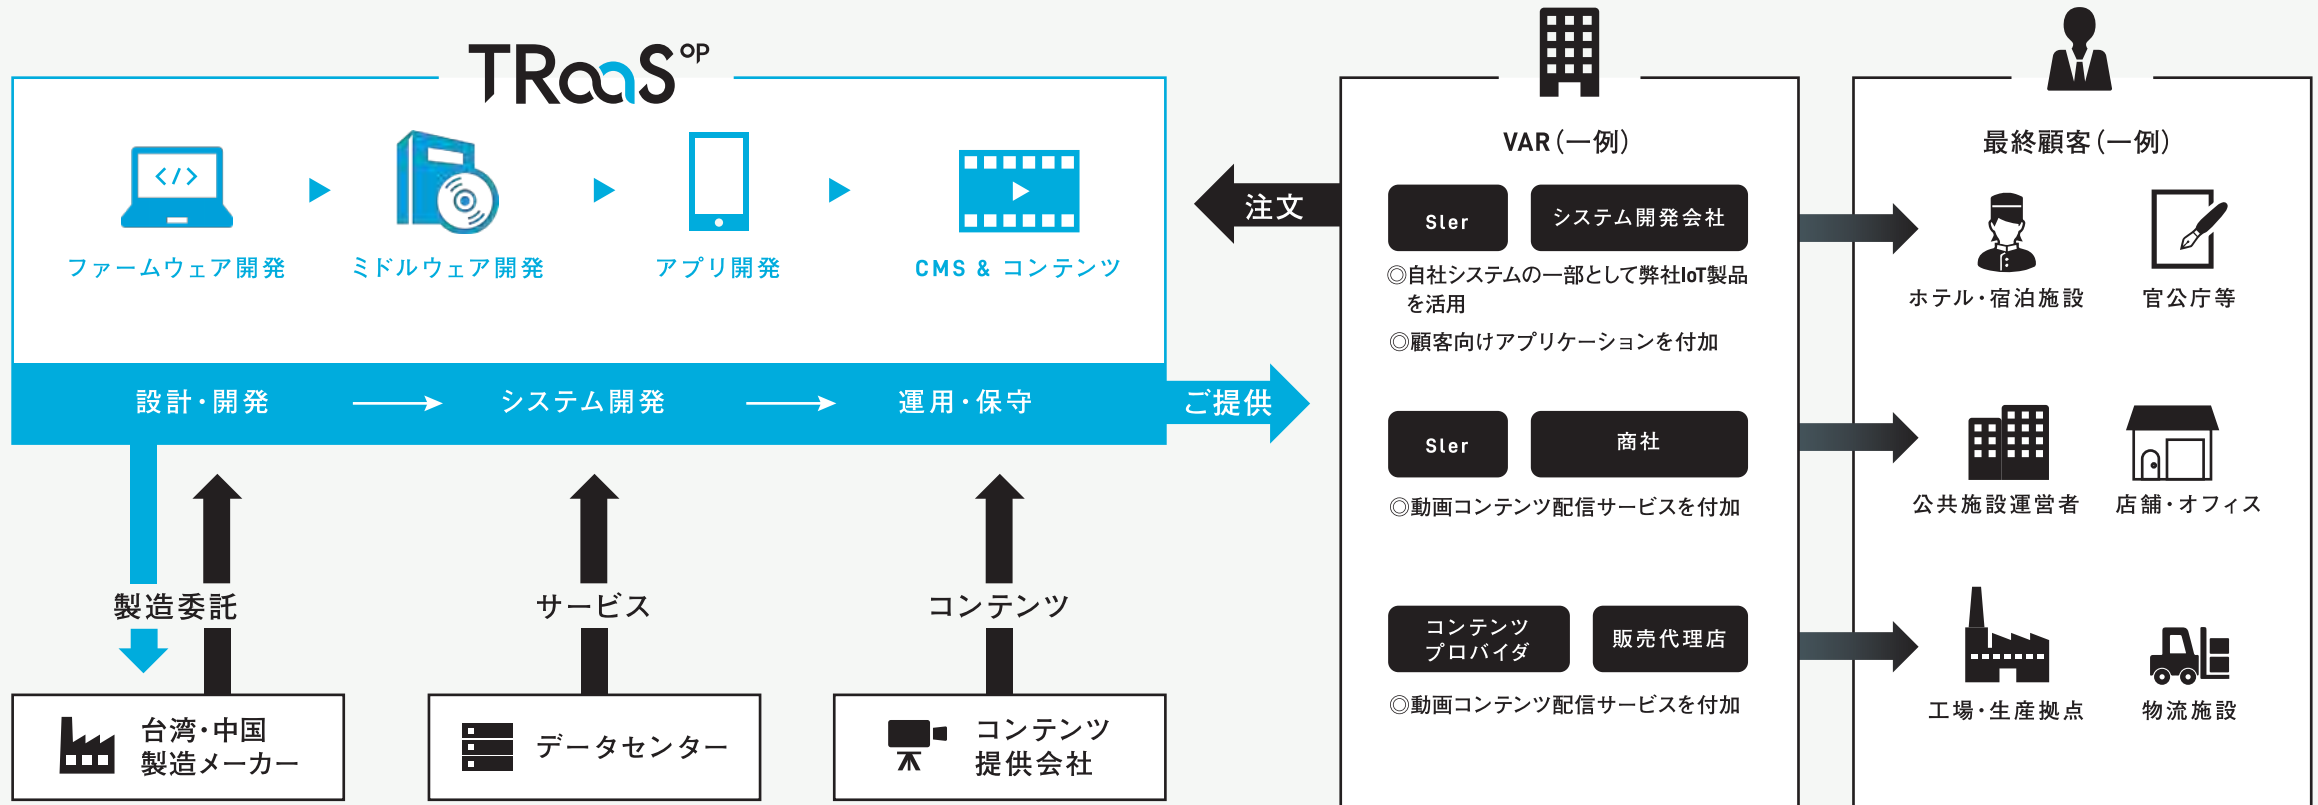 TRaaS OP
ファームウェア開発
ミドルウェア開発
アプリ開発
CMS & コンテンツ
設計・開発
システム開発
運用・保守
製造委託
サービス
コンテンツ
台湾・中国
製造メーカー
データセンター
コンテンツ
提供会社
注文
ご提供
VAR(一例)
SIer
システム開発会社
◎自社システムの一部として弊社IoT製品
を活用
◎顧客向けアプリケーションを付加
SIer
商社
◎動画コンテンツ配信サービスを付加
コンテンツ
プロバイダ
販売代理店
◎動画コンテンツ配信サービスを付加
最終顧客(一例)
ホテル・宿泊施設
官公庁等
公共施設運営者
店舗・オフィス
工場・生産拠点
物流施設